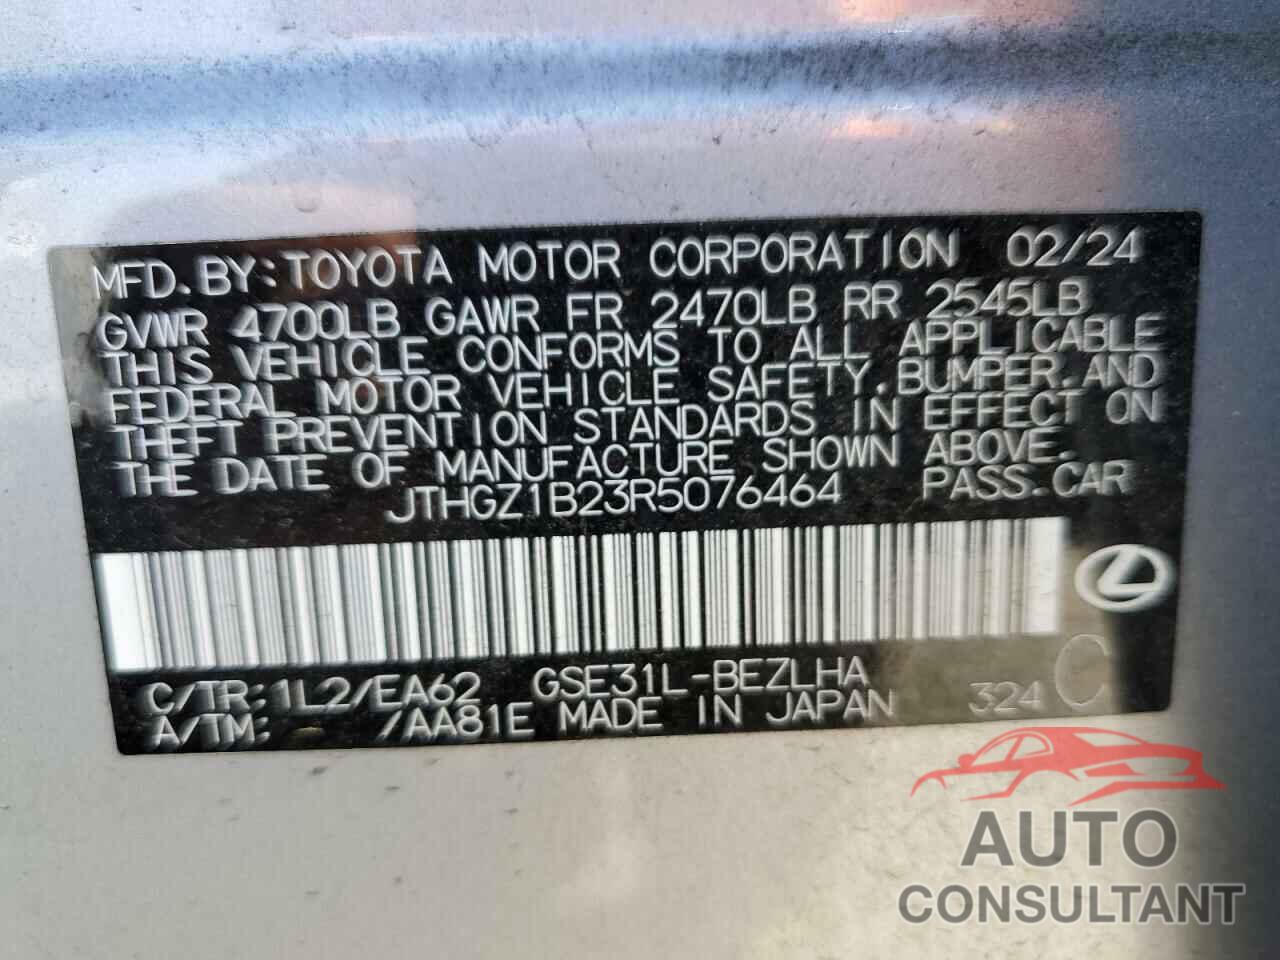 MFD.BY:TOYOTA MOTOR CORPORATION 02/24
GVWR 4700LB GAWR FR 2470LB RR 2545LB
THIS VEHICLE CONFORMS TO ALL APPLICABLE
FEDERAL MOTOR VEHICLE SAFETY,BUMPER,AND
THEFT PREVENTION STANDARDS IN EFFECT ON
THE DATE OF MANUFACTURE SHOWN ABOVE.
JTHGZ1B23R5076464 PASS.CAR
C/TR:1L2/EA62 GSE31L-BEZLHA
A/TM: /AA81E MADE IN JAPAN 324 C
AUTO
CONSULTANT